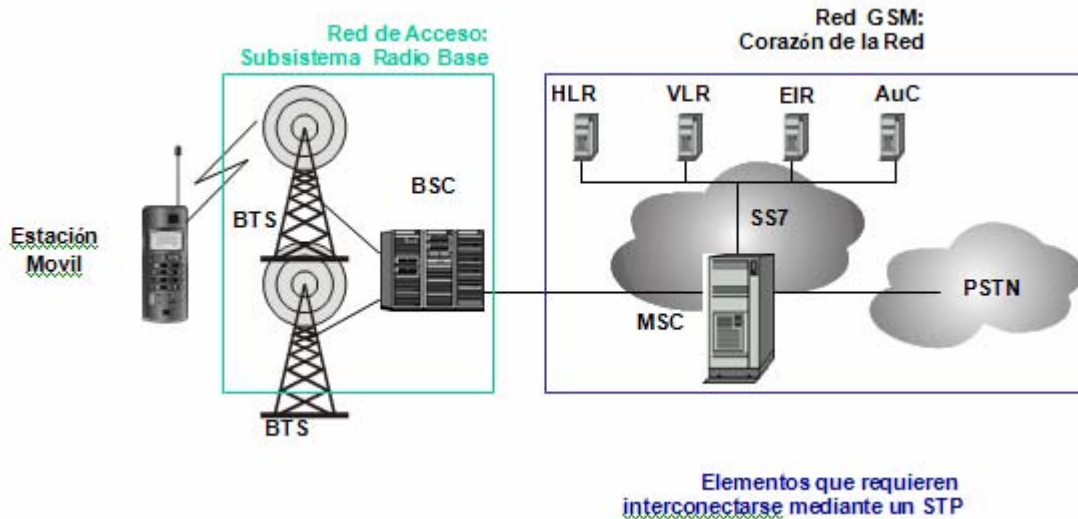 Red de Acceso:
Subsistema Radio Base
Red GSM:
Corazón de la Red
HLR
VLR
EIR
AuC
BSC
BTS
SS7
Estación
Movil
PSTN
MSC
BTS
Elementos que requieren
interconectarse mediante un STP